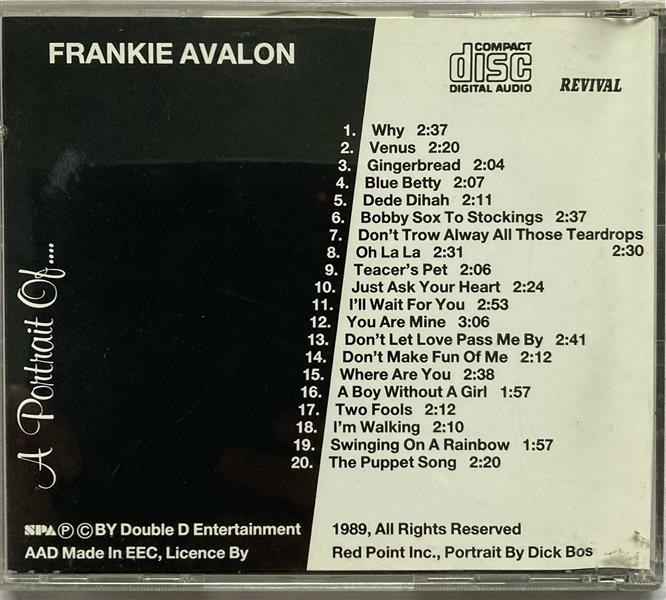 FRANKIE AVALON
COMPACT
disc
DIGITAL AUDIO
REVIVAL
A Portrait Of....
1. Why 2:37
2. Venus 2:20
3. Gingerbread 2:04
4. Blue Betty 2:07
5. Dede Dihah 2:11
6. Bobby Sox To Stockings 2:37
7. Don't Trow Alway All Those Teardrops 2:30
8. Oh La La 2:31
9. Teacer's Pet 2:06
10. Just Ask Your Heart 2:24
11. I'll Wait For You 2:53
12. You Are Mine 3:06
13. Don't Let Love Pass Me By 2:41
14. Don't Make Fun Of Me 2:12
15. Where Are You 2:38
16. A Boy Without A Girl 1:57
17. Two Fools 2:12
18. I'm Walking 2:10
19. Swinging On A Rainbow 1:57
20. The Puppet Song 2:20
SPA Ⓟ © BY Double D Entertainment 1989, All Rights Reserved
AAD Made In EEC, Licence By Red Point Inc., Portrait By Dick Bos